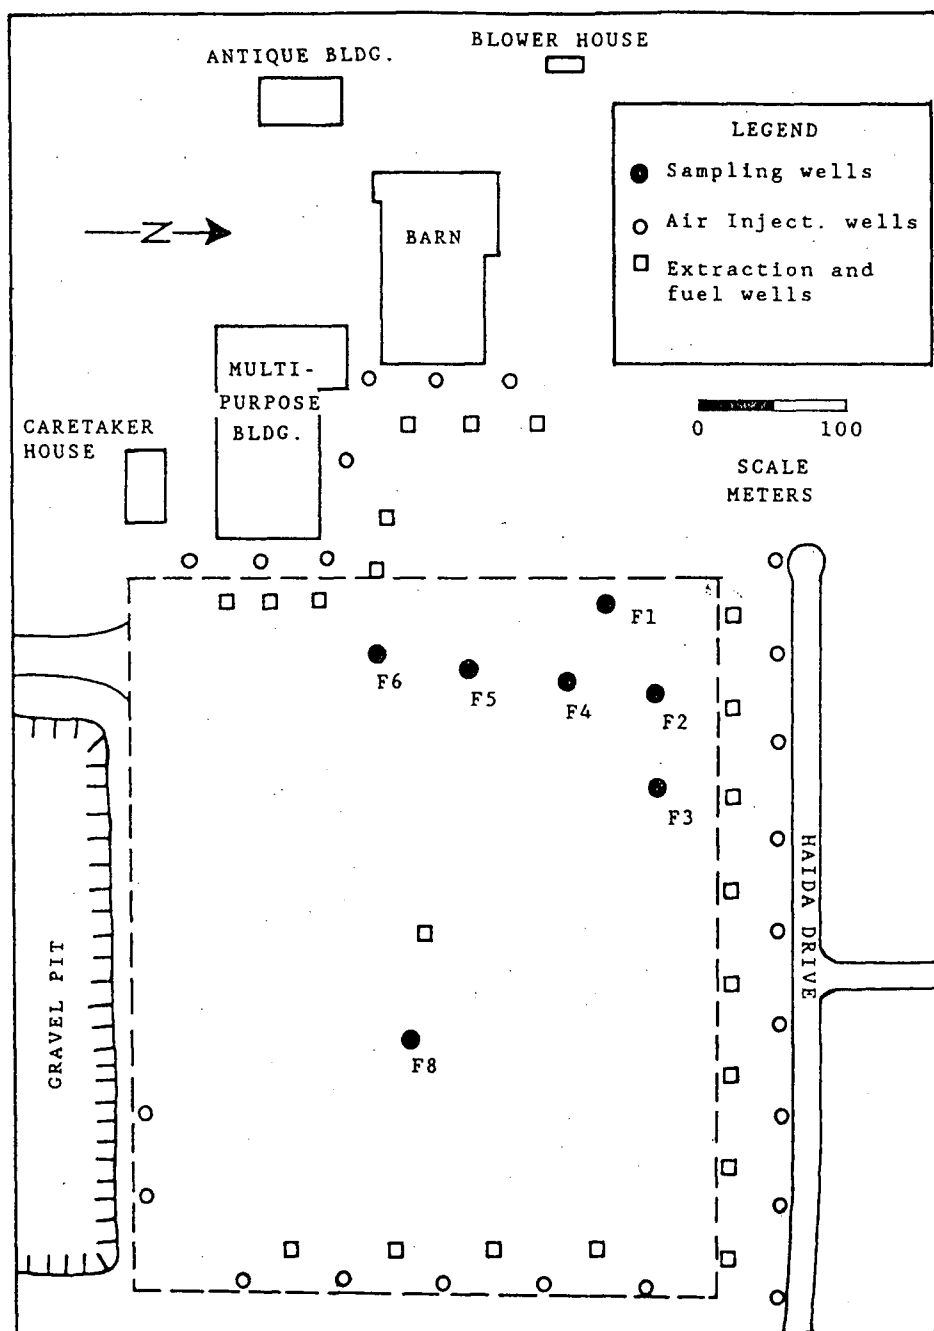 BLOWER HOUSE
ANTIQUE BLDG.
LEGEND
Sampling wells
Air Inject. wells
Extraction and
fuel wells
N
BARN
MULTI-
PURPOSE
BLDG.
CARETAKER
HOUSE
0 100
SCALE
METERS
F1
F6
F5
F4
F2
F3
HAIDA DRIVE
GRAVEL PIT
F8